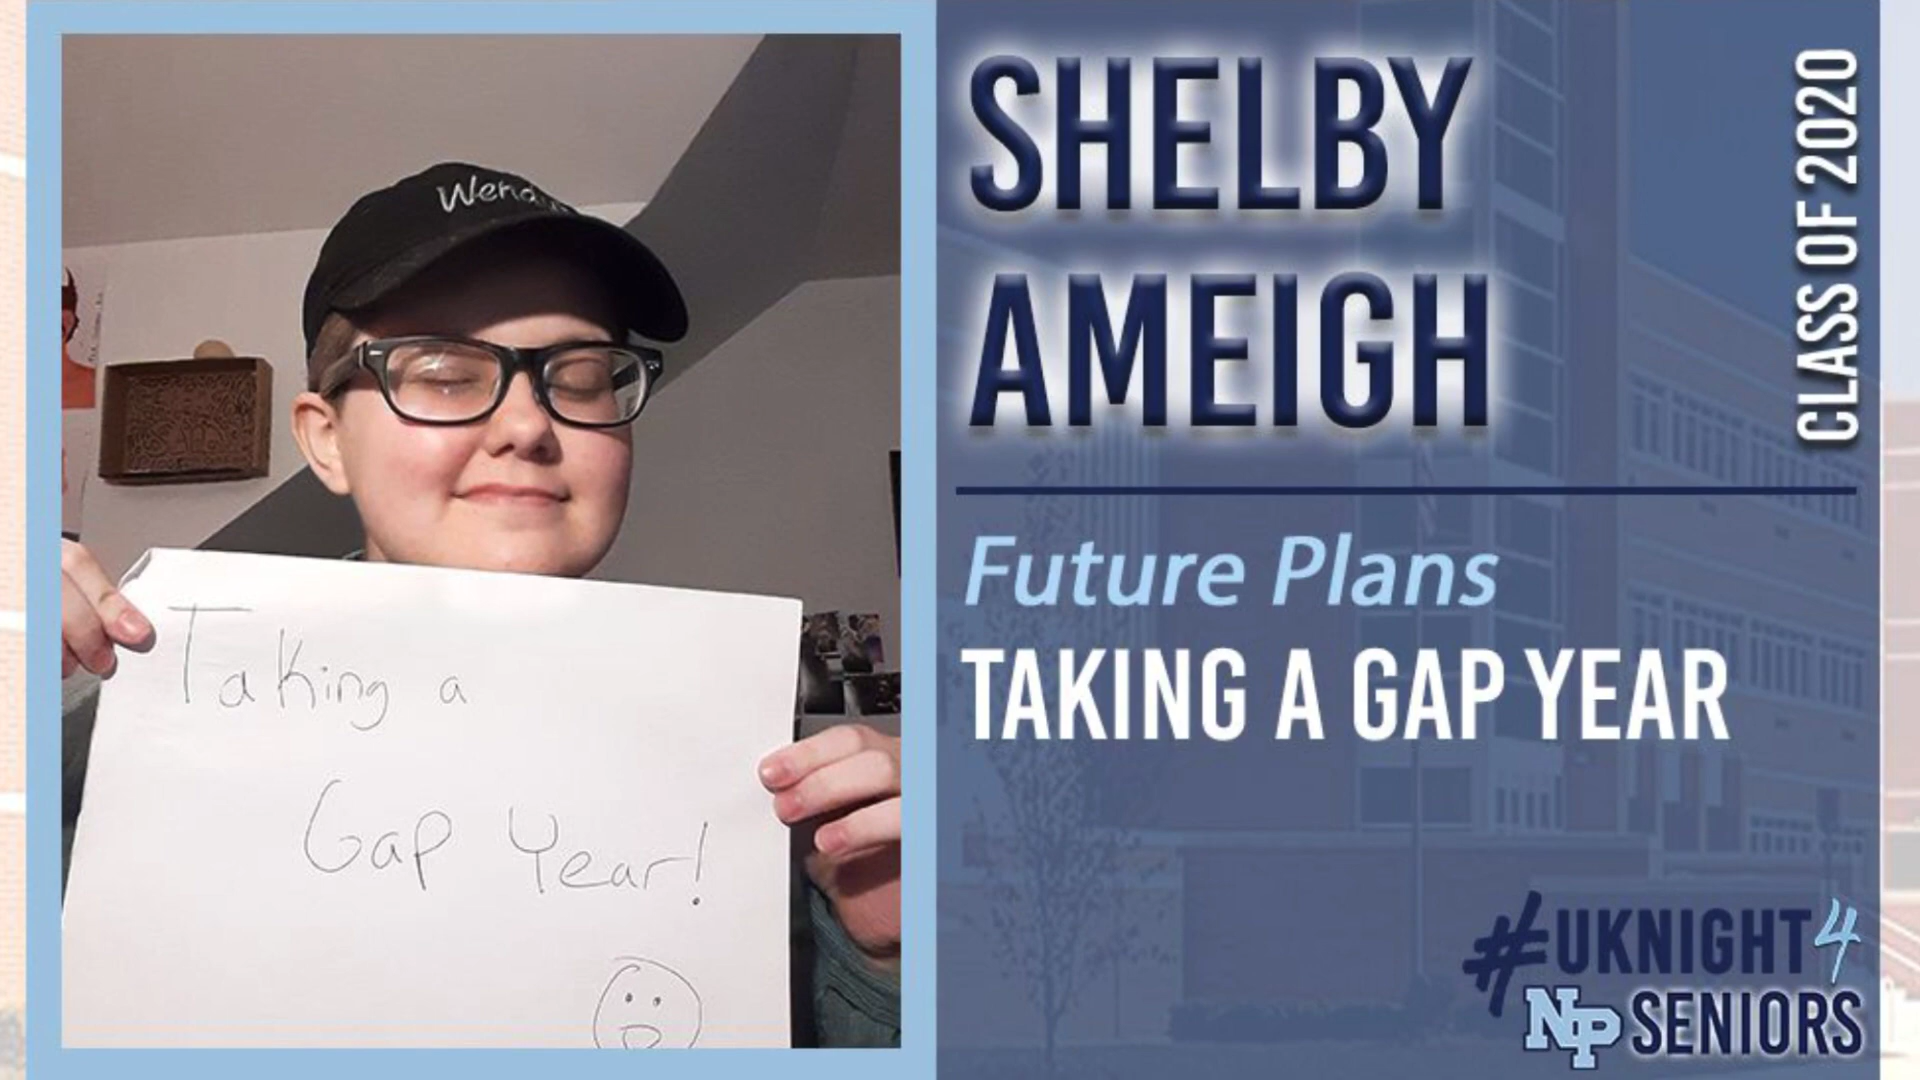 SHELBY
AMEIGH
CLASS OF 2020
Future Plans
TAKING A GAP YEAR
Taking a
Gap Year!
#UKNIGHT4
NP SENIORS